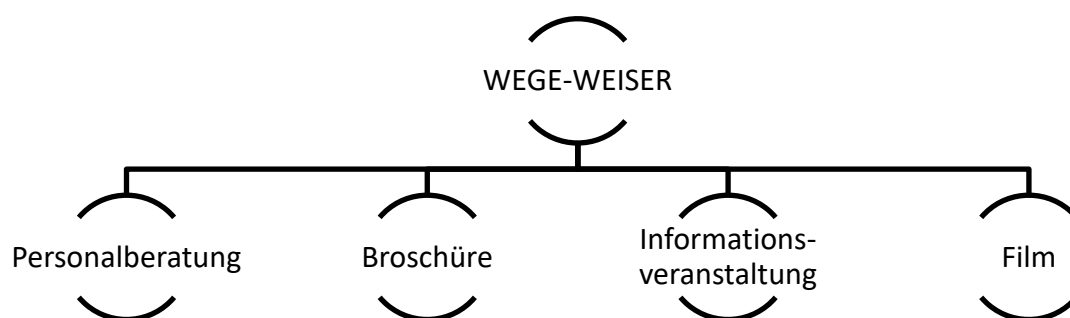 WEGE-WEISER
Personalberatung
Broschüre
Informations-
veranstaltung
Film